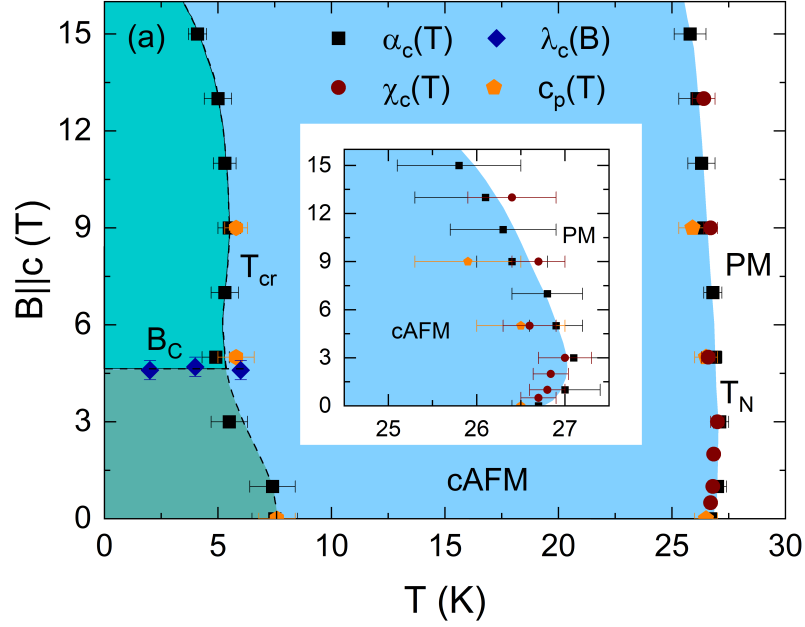 (a)
α_c(T) λ_c(B)
χ_c(T) c_p(T)
15
12
9
6
3
0
B||c (T)
15
12
9
6
3
0
PM
cAFM
25 26 27
T_cr
PM
B_C
T_N
cAFM
0 5 10 15 20 25 30
T (K)